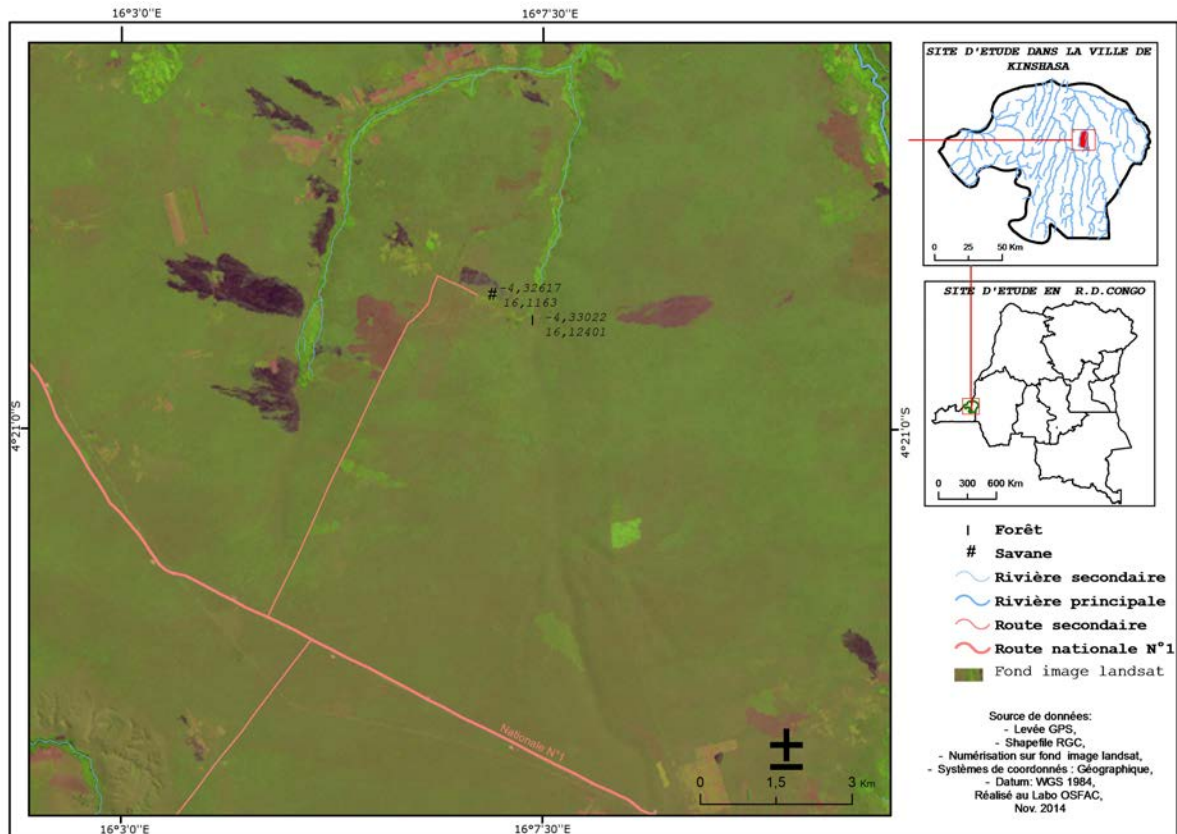 16°3'0"E
16°7'30"E
4°21'0"S
4°21'0"S
#
-4,32617
16,1163
-4,33022
16,12401
Nationale N°1
0 1,5 3 Km
16°3'0"E
16°7'30"E
SITE D'ETUDE DANS LA VILLE DE
KINSHASA
0 25 50 Km
SITE D'ETUDE EN R.D.CONGO
0 300 600 Km
Forêt
# Savane
Rivière secondaire
Rivière principale
Route secondaire
Route nationale N°1
Fond image landsat
Source de données:
- Levée GPS,
- Shapefile RGC,
- Numérisation sur fond image landsat,
- Systèmes de coordonnés : Géographique,
- Datum: WGS 1984,
Réalisé au Labo OSFAC,
Nov. 2014